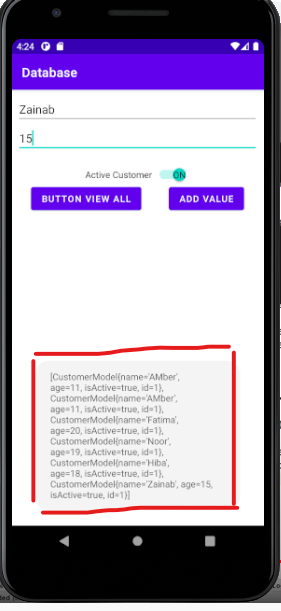 4:24
Database
Zainab
15
Active Customer ON
BUTTON VIEW ALL ADD VALUE
[CustomerModel{name='AMber',
age=11, isActive=true, id=1},
CustomerModel{name='AMber',
age=11, isActive=true, id=1},
CustomerModel{name='Fatima',
age=20, isActive=true, id=1},
CustomerModel{name='Noor',
age=19, isActive=true, id=1},
CustomerModel{name='Hiba',
age=18, isActive=true, id=1},
CustomerModel{name='Zainab', age=15,
isActive=true, id=1}]